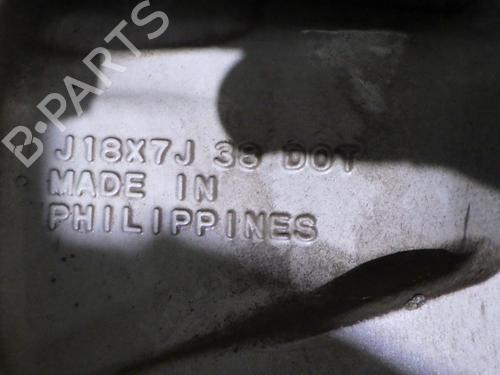 B-PARTS
J18X7J 38 DOT
MADE IN
PHILIPPINES